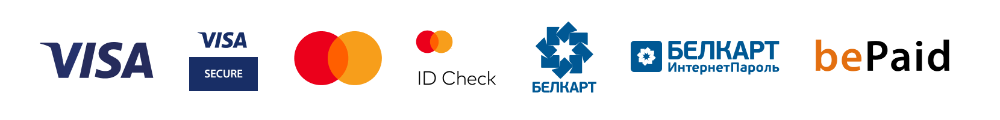 VISA
VISA
SECURE
ID Check
БЕЛКАРТ
БЕЛКАРТ
ИнтернетПароль
bePaid